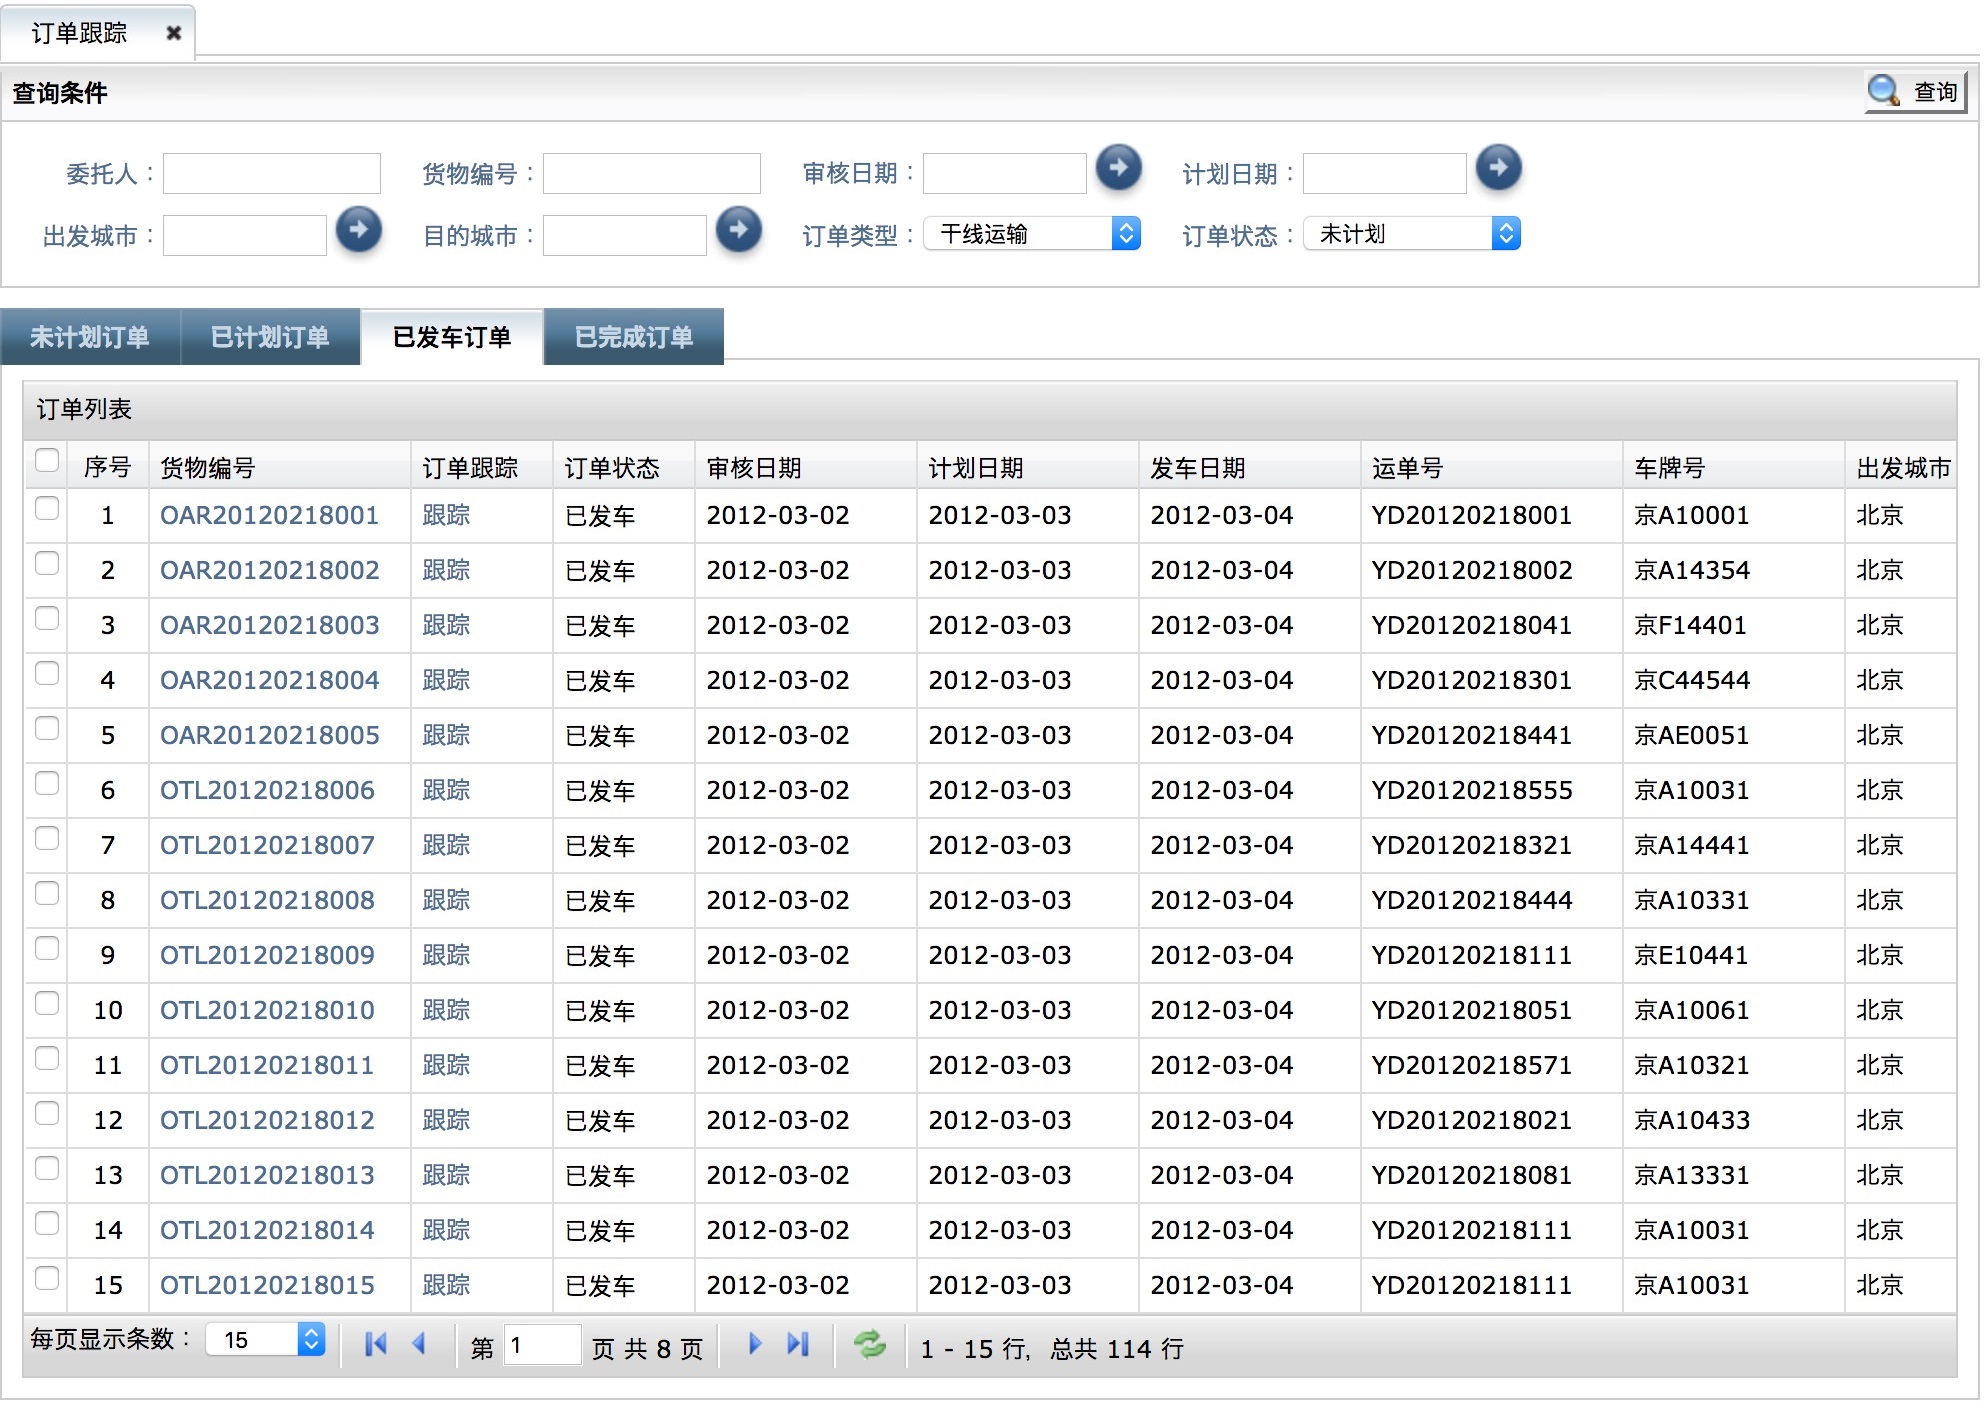 订单跟踪
查询条件 查询
委托人： 货物编号： 审核日期： 计划日期：
出发城市： 目的城市： 订单类型： 干线运输 订单状态： 未计划
未计划订单 已计划订单 已发车订单 已完成订单
订单列表
序号 货物编号 订单跟踪 订单状态 审核日期 计划日期 发车日期 运单号 车牌号 出发城市
1 OAR20120218001 跟踪 已发车 2012-03-02 2012-03-03 2012-03-04 YD20120218001 京A10001 北京
2 OAR20120218002 跟踪 已发车 2012-03-02 2012-03-03 2012-03-04 YD20120218002 京A14354 北京
3 OAR20120218003 跟踪 已发车 2012-03-02 2012-03-03 2012-03-04 YD20120218041 京F14401 北京
4 OAR20120218004 跟踪 已发车 2012-03-02 2012-03-03 2012-03-04 YD20120218301 京C44544 北京
5 OAR20120218005 跟踪 已发车 2012-03-02 2012-03-03 2012-03-04 YD20120218441 京AE0051 北京
6 OTL20120218006 跟踪 已发车 2012-03-02 2012-03-03 2012-03-04 YD20120218555 京A10031 北京
7 OTL20120218007 跟踪 已发车 2012-03-02 2012-03-03 2012-03-04 YD20120218321 京A14441 北京
8 OTL20120218008 跟踪 已发车 2012-03-02 2012-03-03 2012-03-04 YD20120218444 京A10331 北京
9 OTL20120218009 跟踪 已发车 2012-03-02 2012-03-03 2012-03-04 YD20120218111 京E10441 北京
10 OTL20120218010 跟踪 已发车 2012-03-02 2012-03-03 2012-03-04 YD20120218051 京A10061 北京
11 OTL20120218011 跟踪 已发车 2012-03-02 2012-03-03 2012-03-04 YD20120218571 京A10321 北京
12 OTL20120218012 跟踪 已发车 2012-03-02 2012-03-03 2012-03-04 YD20120218021 京A10433 北京
13 OTL20120218013 跟踪 已发车 2012-03-02 2012-03-03 2012-03-04 YD20120218081 京A13331 北京
14 OTL20120218014 跟踪 已发车 2012-03-02 2012-03-03 2012-03-04 YD20120218111 京A10031 北京
15 OTL20120218015 跟踪 已发车 2012-03-02 2012-03-03 2012-03-04 YD20120218111 京A10031 北京
每页显示条数： 15 第 1 页 共 8 页 1 - 15 行, 总共 114 行